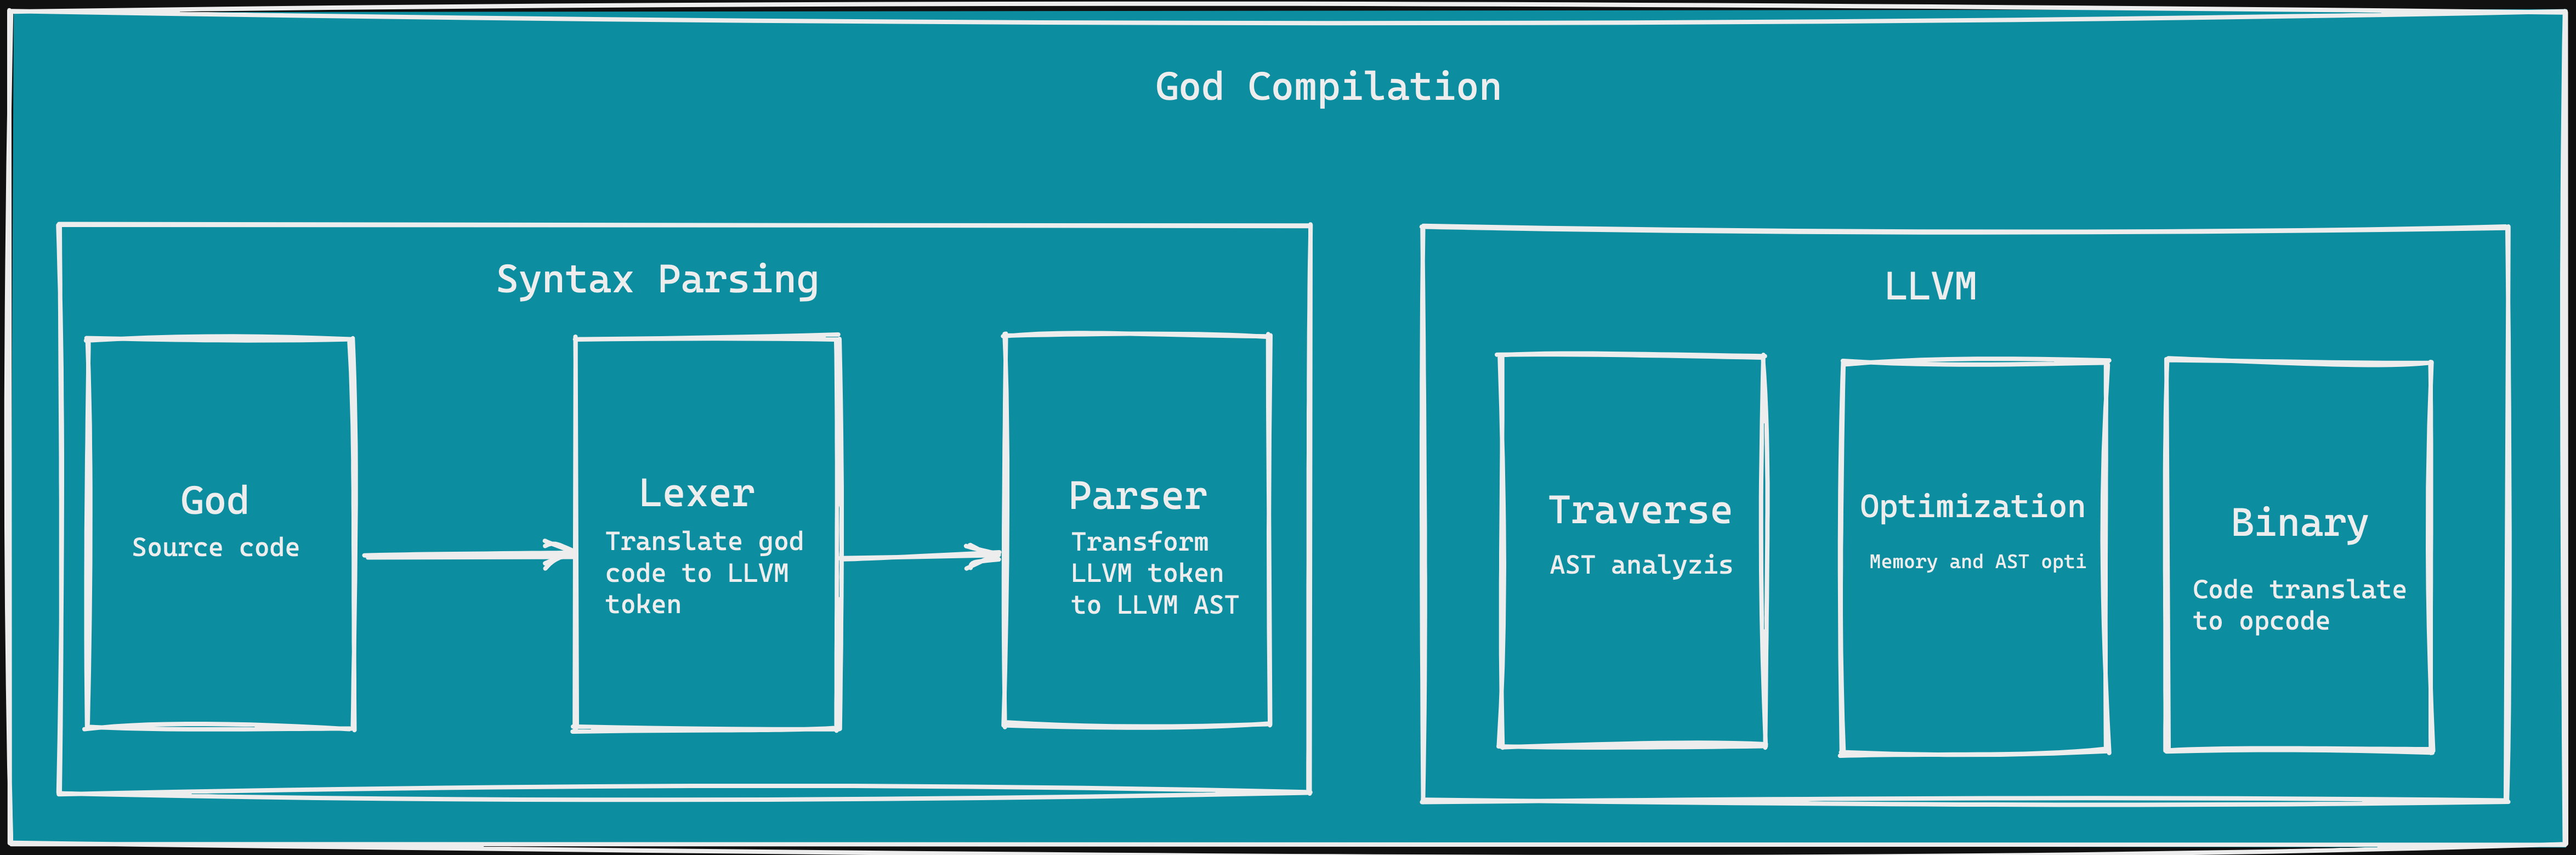 God Compilation
Syntax Parsing
God
Source code
Lexer
Translate god
code to LLVM
token
Parser
Transform
LLVM token
to LLVM AST
LLVM
Traverse
AST analyzis
Optimization
Memory and AST opti
Binary
Code translate
to opcode